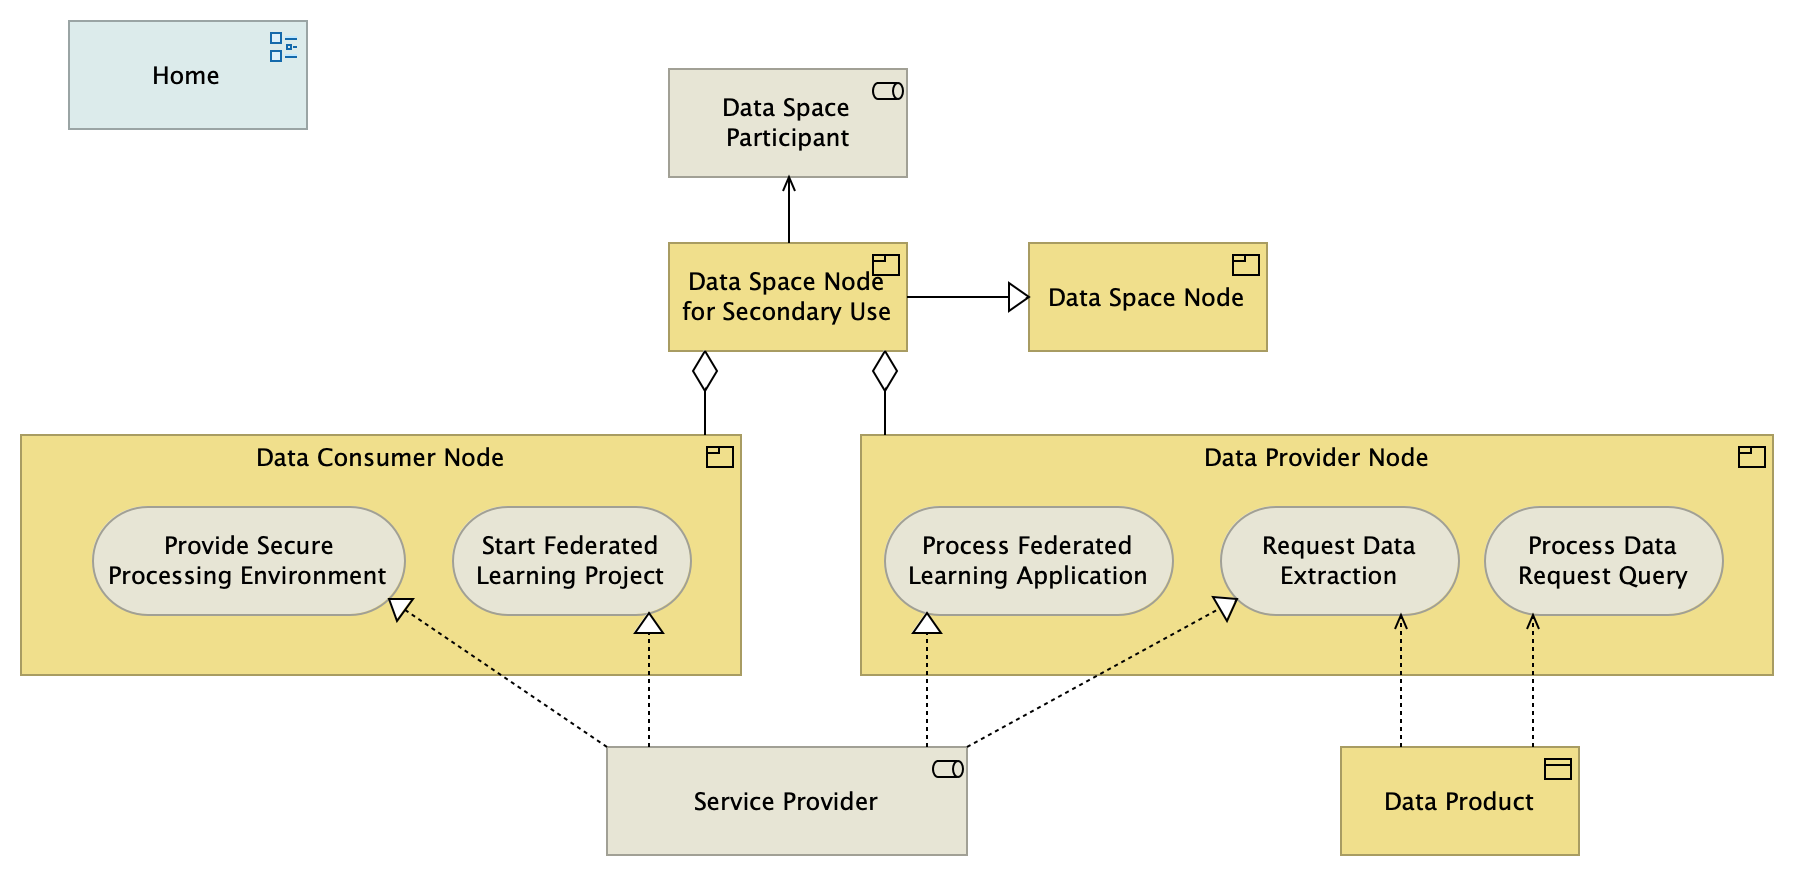 Home
Data Space
Participant
Data Space Node
for Secondary Use
Data Space Node
Data Consumer Node
Data Provider Node
Provide Secure
Processing Environment
Start Federated
Learning Project
Process Federated
Learning Application
Request Data
Extraction
Process Data
Request Query
Service Provider
Data Product